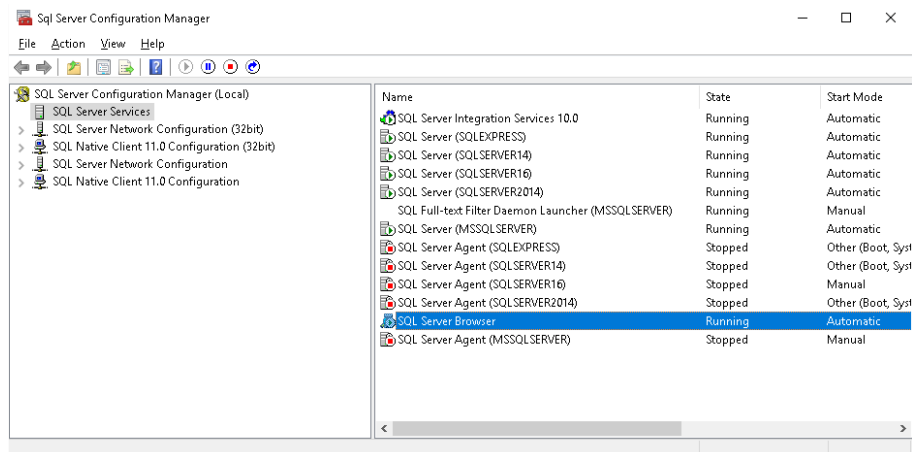 Sql Server Configuration Manager
File Action View Help
SQL Server Configuration Manager (Local)
SQL Server Services
SQL Server Network Configuration (32bit)
SQL Native Client 11.0 Configuration (32bit)
SQL Server Network Configuration
SQL Native Client 11.0 Configuration
Name State Start Mode
SQL Server Integration Services 10.0 Running Automatic
SQL Server (SQLEXPRESS) Running Automatic
SQL Server (SQLSERVER14) Running Automatic
SQL Server (SQLSERVER16) Running Automatic
SQL Server (SQLSERVER2014) Running Automatic
SQL Full-text Filter Daemon Launcher (MSSQLSERVER) Running Manual
SQL Server (MSSQLSERVER) Running Automatic
SQL Server Agent (SQLEXPRESS) Stopped Other (Boot, Syst
SQL Server Agent (SQLSERVER14) Stopped Other (Boot, Syst
SQL Server Agent (SQLSERVER16) Stopped Manual
SQL Server Agent (SQLSERVER2014) Stopped Other (Boot, Syst
SQL Server Browser Running Automatic
SQL Server Agent (MSSQLSERVER) Stopped Manual